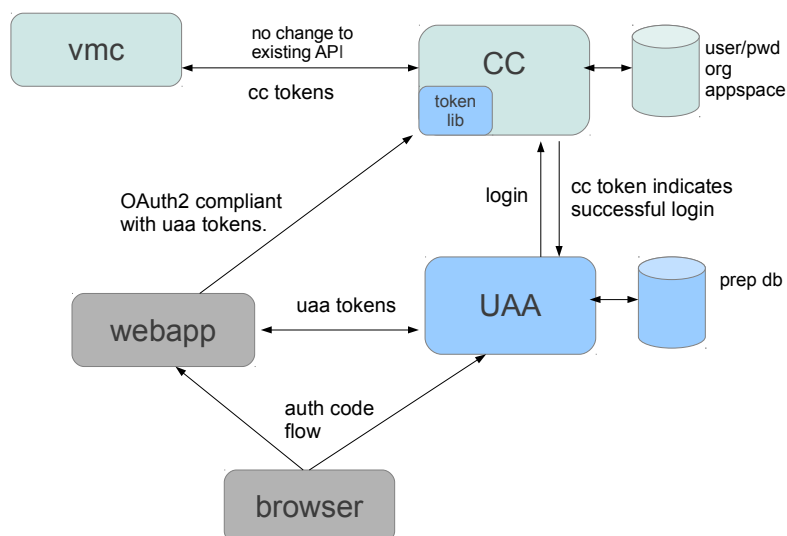 vmc
no change to
existing API
cc tokens
CC
token
lib
user/pwd
org
appspace
OAuth2 compliant
with uaa tokens.
login
cc token indicates
successful login
webapp
uaa tokens
UAA
prep db
auth code
flow
browser